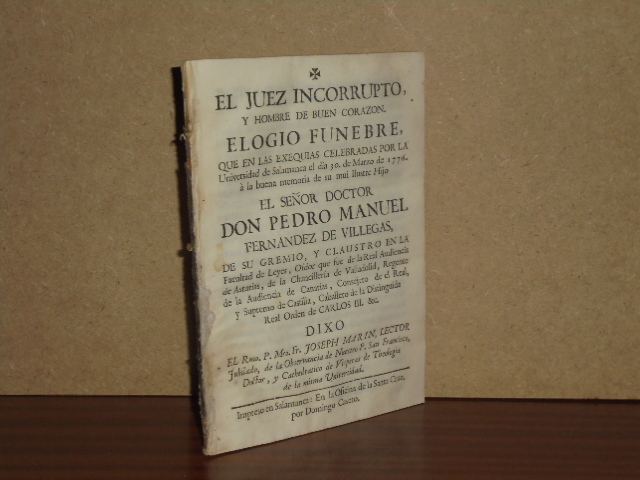 ✠
EL JUEZ INCORRUPTO,
Y HOMBRE DE BUEN CORAZON.
ELOGIO FUNEBRE,
QUE EN LAS EXEQUIAS CELEBRADAS POR LA
Universidad de Salamanca el dia 30. de Marzo de 1776.
à la buena memoria de su mui Ilustre Hijo
EL SEÑOR DOCTOR
DON PEDRO MANUEL
FERNANDEZ DE VILLEGAS,
DE SU GREMIO, Y CLAUSTRO EN LA
Facultad de Leyes, Oidor que fue de la Real Audiencia
de Asturias, de la Chancilleria de Valladolid, Regente
de la Audiencia de Canarias, Consejero de el Real,
y Supremo de Castilla, Caballero de la Distinguida
Real Orden de CARLOS III. &c.
DIXO
EL Rmo. P. Mro. Fr. JOSEPH MARIN, LECTOR
Jubilado, de la Observancia de Nuestro P. San Francisco,
Doctor, y Cathedratico de Visperas de Theologia
de la misma Universidad.
Impreso en Salamanca: En la Oficina de la Santa Cruz,
por Domingo Casero.